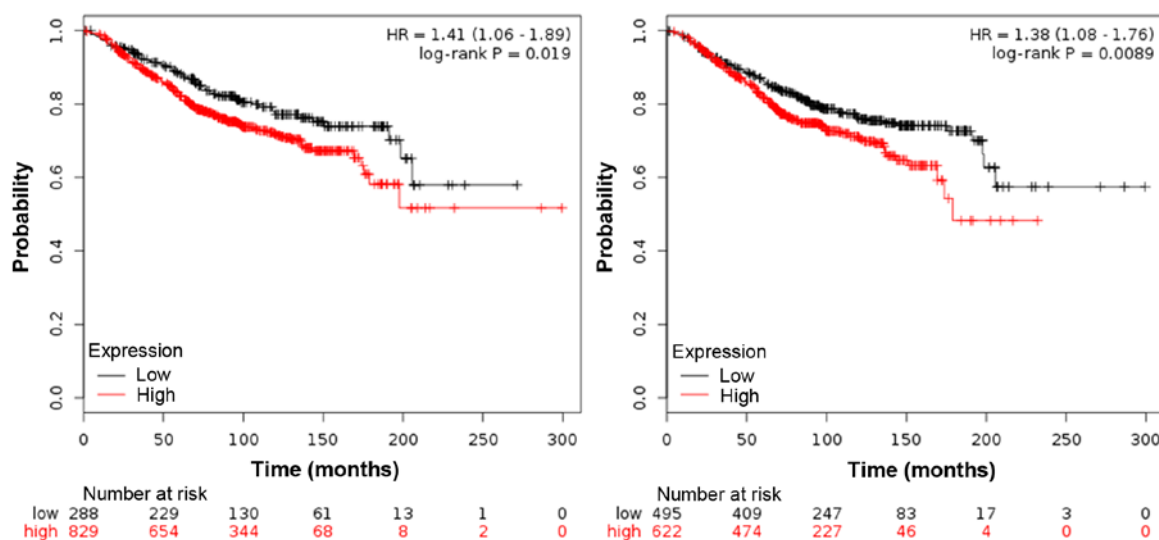 HR = 1.41 (1.06 - 1.89)
log-rank P = 0.019
Probability
1.0
0.8
0.6
0.4
0.2
0.0
Expression
Low
High
0 50 100 150 200 250 300
Time (months)
Number at risk
low 288 229 130 61 13 1 0
high 829 654 344 68 8 2 0
HR = 1.38 (1.08 - 1.76)
log-rank P = 0.0089
Probability
1.0
0.8
0.6
0.4
0.2
0.0
Expression
Low
High
0 50 100 150 200 250 300
Time (months)
Number at risk
low 495 409 247 83 17 3 0
high 622 474 227 46 4 0 0